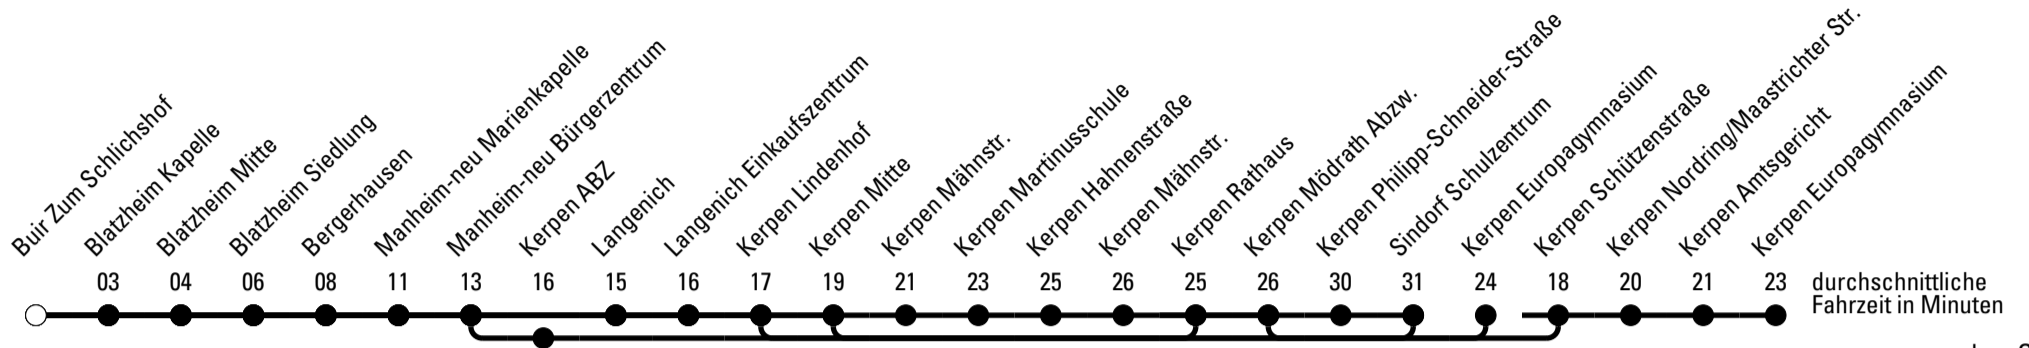 Buir Zum Schlichshof
Blatzheim Kapelle
Blatzheim Mitte
Blatzheim Siedlung
Bergerhausen
Manheim-neu Marienkapelle
Manheim-neu Bürgerzentrum
Kerpen ABZ
Langenich
Langenich Einkaufszentrum
Kerpen Lindenhof
Kerpen Mitte
Kerpen Mähnstr.
Kerpen Martinusschule
Kerpen Hahnenstraße
Kerpen Mähnstr.
Kerpen Rathaus
Kerpen Mödrath Abzw.
Kerpen Philipp-Schneider-Straße
Sindorf Schulzentrum
Kerpen Europagymnasium
Kerpen Schützenstraße
Kerpen Nordring/Maastrichter Str.
Kerpen Amtsgericht
Kerpen Europagymnasium
03 04 06 08 11 13 16 15 16 17 19 21 23 25 26 25 26 30 31 24 18 20 21 23 durchschnittliche
Fahrzeit in Minuten